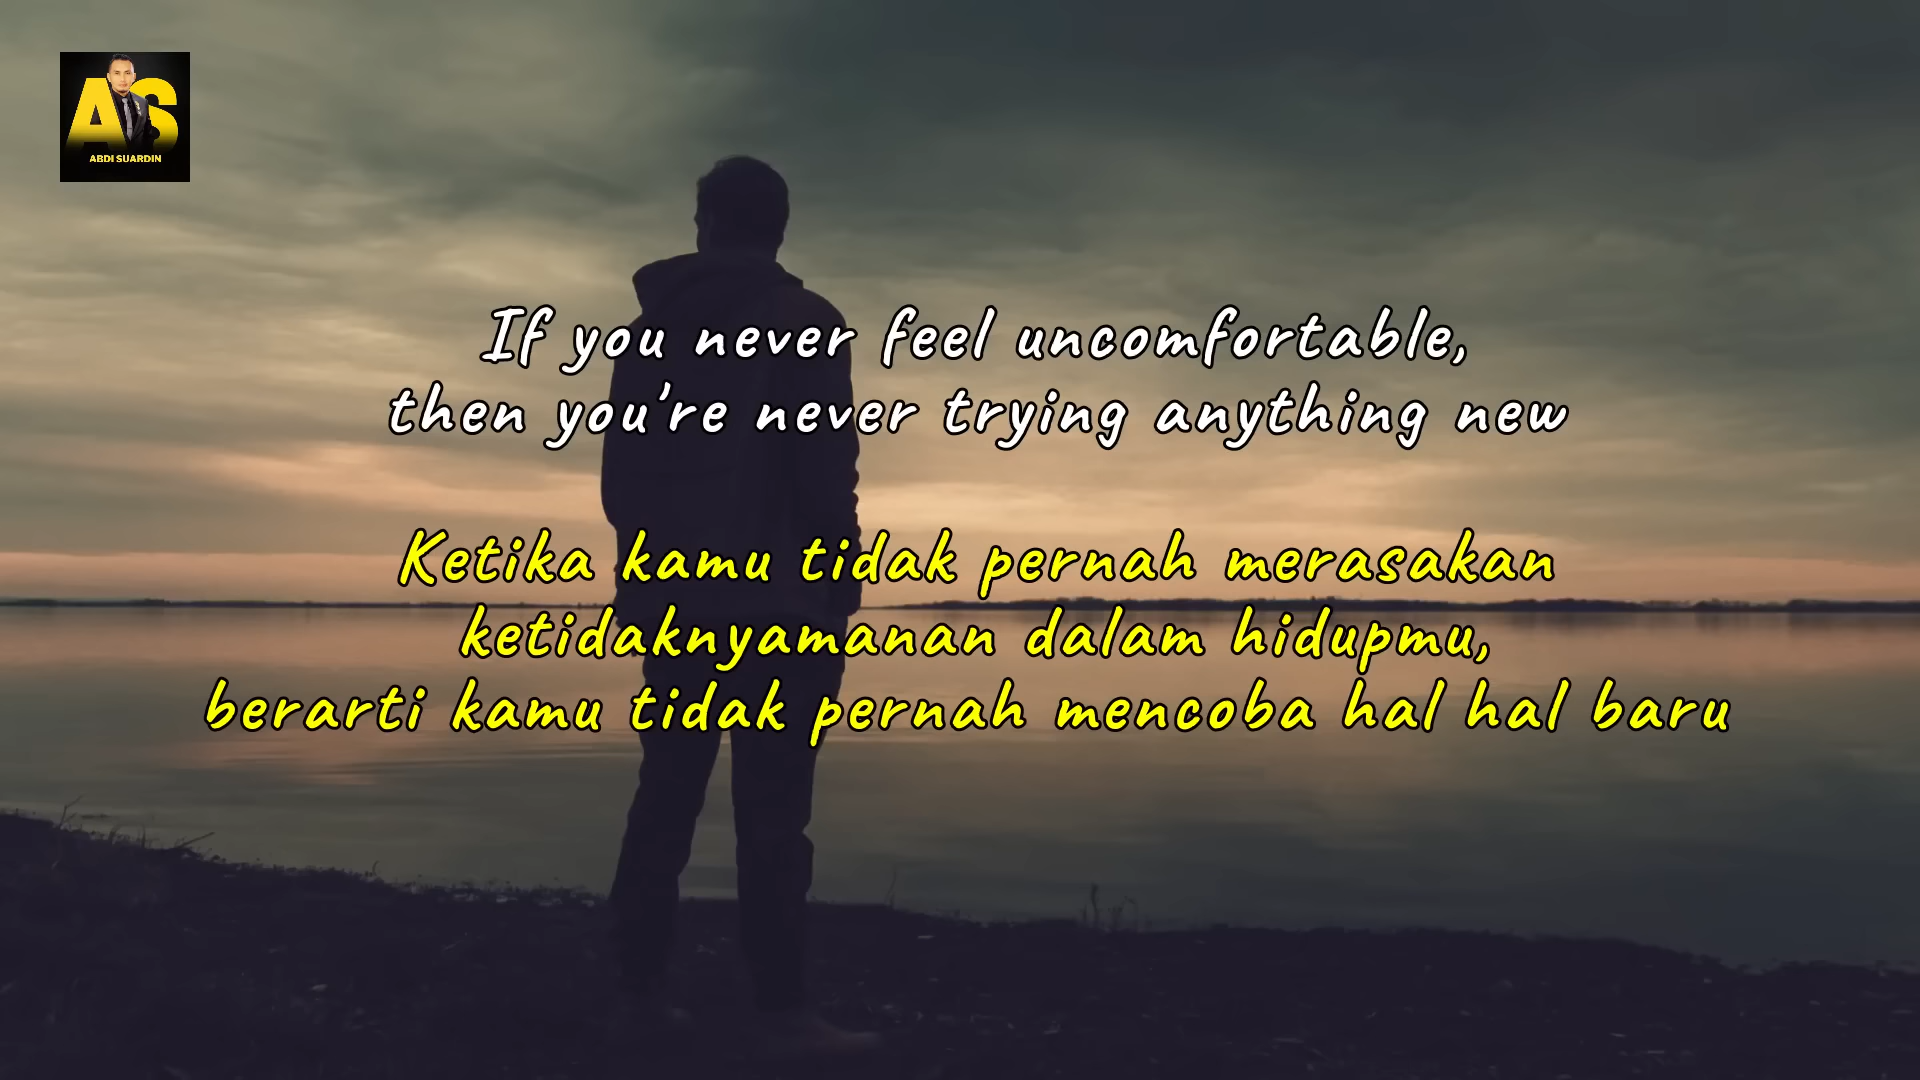 AS
ABDI SUARDIN
If you never feel uncomfortable,
then you're never trying anything new
Ketika kamu tidak pernah merasakan
ketidaknyamanan dalam hidupmu,
berarti kamu tidak pernah mencoba hal hal baru